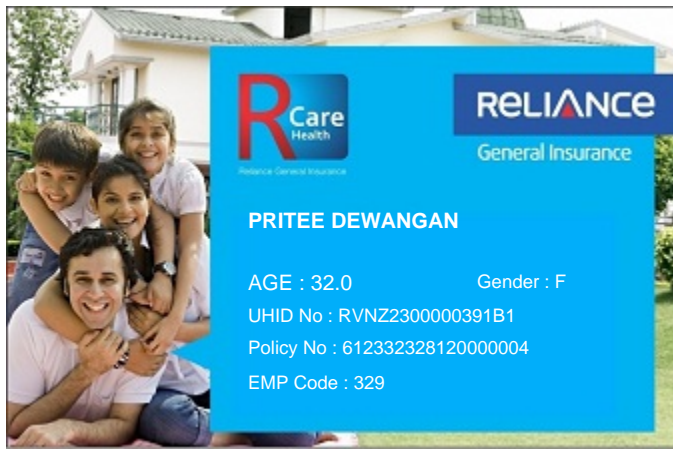 R Care
Health
Reliance General Insurance
RELIANCE
General Insurance
PRITEE DEWANGAN
AGE : 32.0 Gender : F
UHID No : RVNZ2300000391B1
Policy No : 612332328120000004
EMP Code : 329